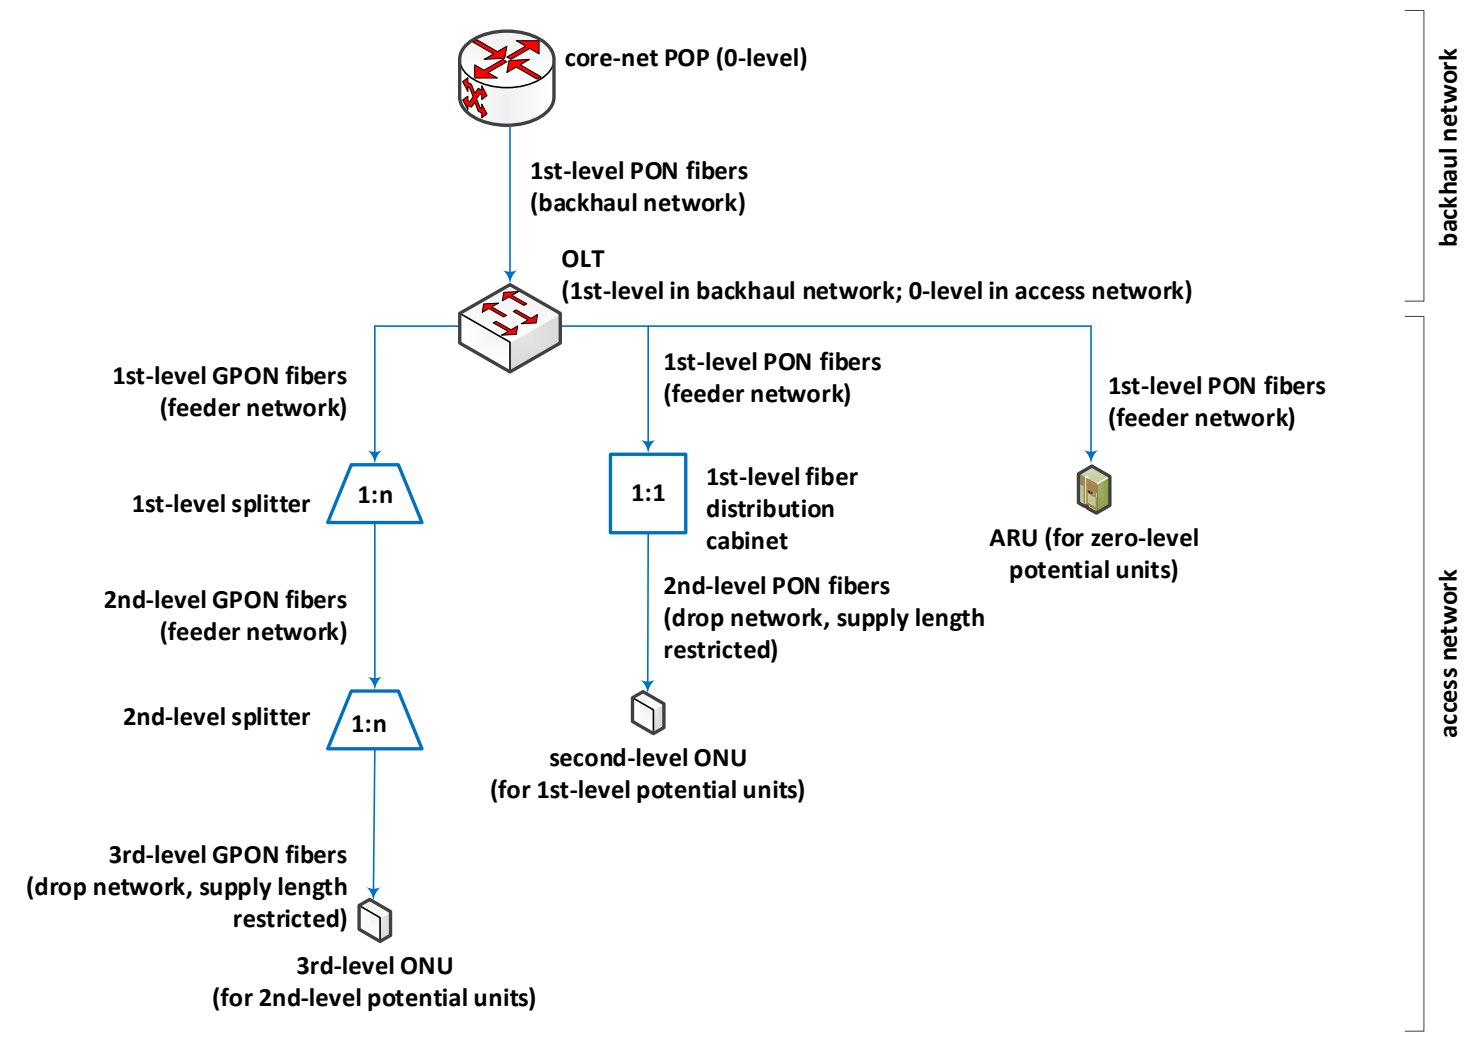 core-net POP (0-level)
1st-level PON fibers
(backhaul network)
backhaul network
OLT
(1st-level in backhaul network; 0-level in access network)
1st-level GPON fibers
(feeder network)
1st-level PON fibers
(feeder network)
1st-level PON fibers
(feeder network)
1st-level splitter
1:n
1:1
1st-level fiber
distribution
cabinet
ARU (for zero-level
potential units)
2nd-level GPON fibers
(feeder network)
2nd-level PON fibers
(drop network, supply length
restricted)
access network
2nd-level splitter
1:n
second-level ONU
(for 1st-level potential units)
3rd-level GPON fibers
(drop network, supply length
restricted)
3rd-level ONU
(for 2nd-level potential units)